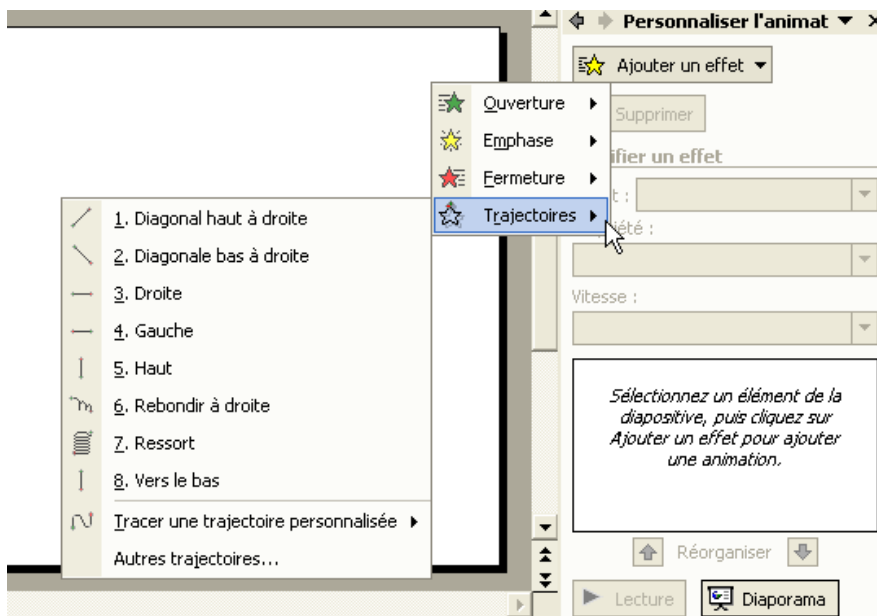 Personnaliser l'animat
Ajouter un effet
Supprimer
ifier un effet
t :
été :
Vitesse :
Sélectionnez un élément de la
diapositive, puis cliquez sur
Ajouter un effet pour ajouter
une animation.
Réorganiser
Lecture
Diaporama
Ouverture
Emphase
Fermeture
Trajectoires
1. Diagonal haut à droite
2. Diagonale bas à droite
3. Droite
4. Gauche
5. Haut
6. Rebondir à droite
7. Ressort
8. Vers le bas
Tracer une trajectoire personnalisée
Autres trajectoires...